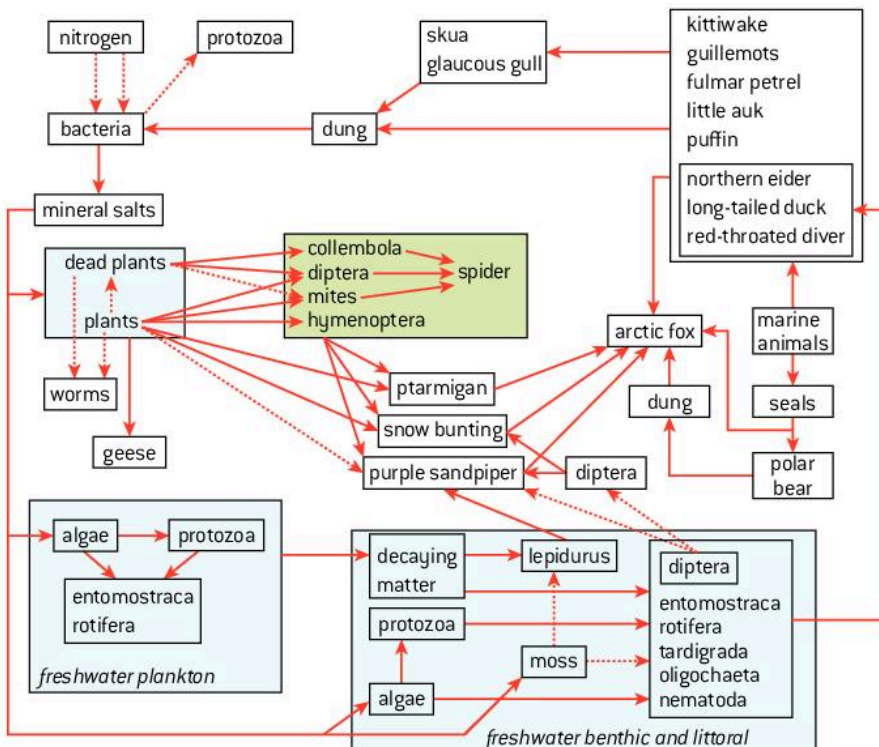 nitrogen
protozoa
skua
glaucous gull
kittiwake
guillemots
fulmar petrel
little auk
puffin
bacteria
dung
northern eider
long-tailed duck
red-throated diver
mineral salts
dead plants
plants
collembola
diptera
mites
hymenoptera
spider
arctic fox
marine
animals
worms
ptarmigan
dung
seals
geese
snow bunting
purple sandpiper
diptera
polar
bear
algae
protozoa
entomostraca
rotifera
freshwater plankton
decaying
matter
lepidurus
diptera
entomostraca
rotifera
tardigrada
oligochaeta
nematoda
protozoa
moss
algae
freshwater benthic and littoral